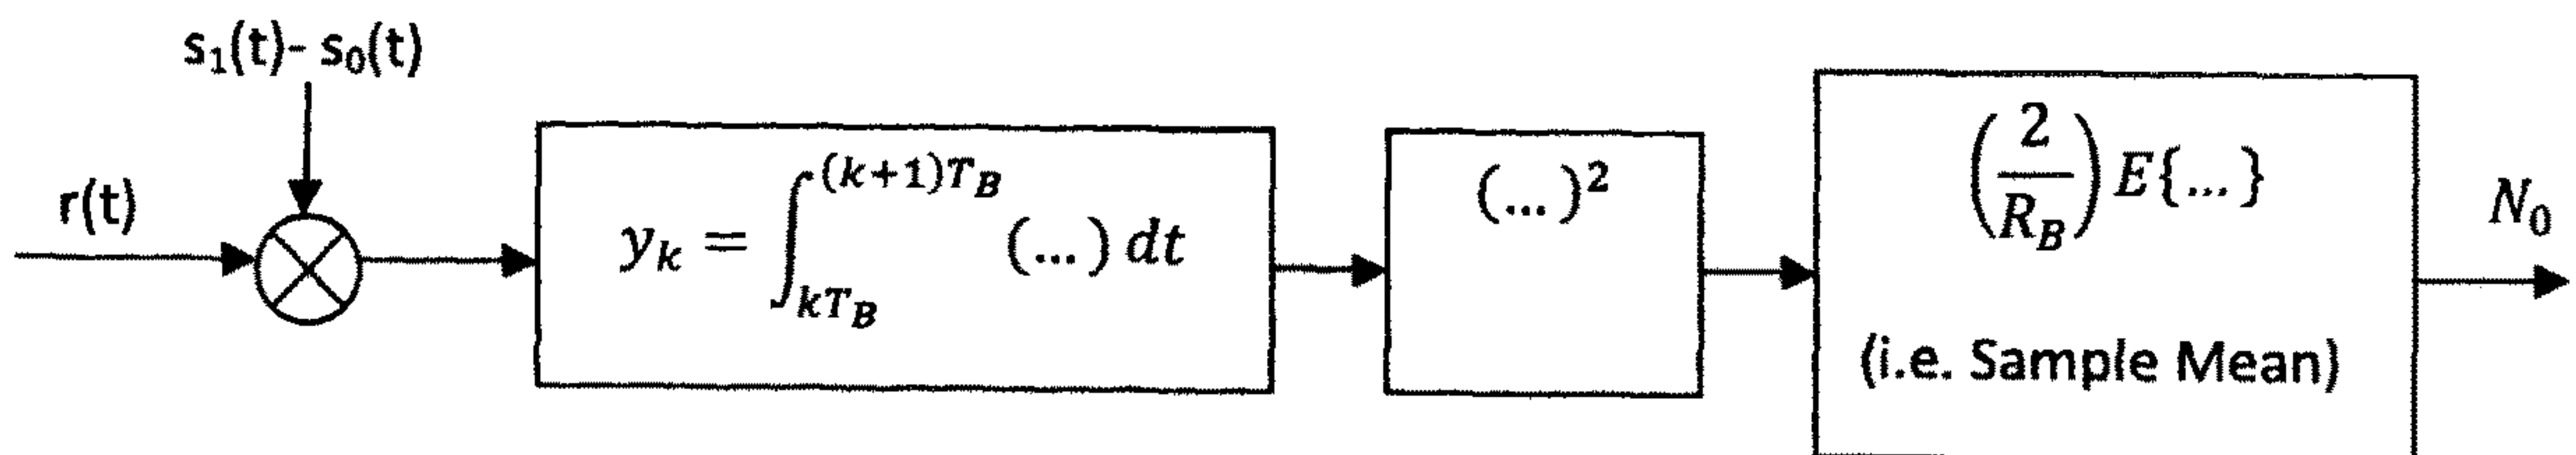 s₁(t)- s₀(t)
r(t)
y_k = ∫_{kT_B}^{(k+1)T_B} (...) dt
(...)²
(2/R_B) E{...}
(i.e. Sample Mean)
N₀